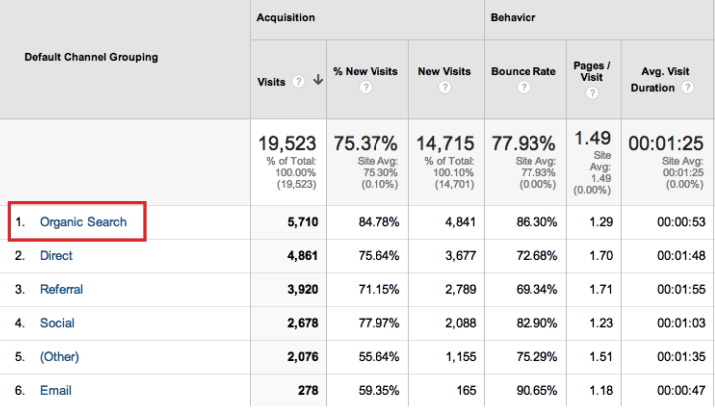 Acquisition Behavior
Default Channel Grouping
Visits ? % New Visits ? New Visits ? Bounce Rate ? Pages / Visit ? Avg. Visit Duration ?
19,523 75.37% 14,715 77.93% 1.49 00:01:25
% of Total: 100.00% (19,523) Site Avg: 75.30% (0.10%) % of Total: 100.10% (14,701) Site Avg: 77.93% (0.00%) Site Avg: 1.49 (0.00%) Site Avg: 00:01:25 (0.00%)
1. Organic Search 5,710 84.78% 4,841 86.30% 1.29 00:00:53
2. Direct 4,861 75.64% 3,677 72.68% 1.70 00:01:48
3. Referral 3,920 71.15% 2,789 69.34% 1.71 00:01:55
4. Social 2,678 77.97% 2,088 82.90% 1.23 00:01:03
5. (Other) 2,076 55.64% 1,155 75.29% 1.51 00:01:35
6. Email 278 59.35% 165 90.65% 1.18 00:00:47